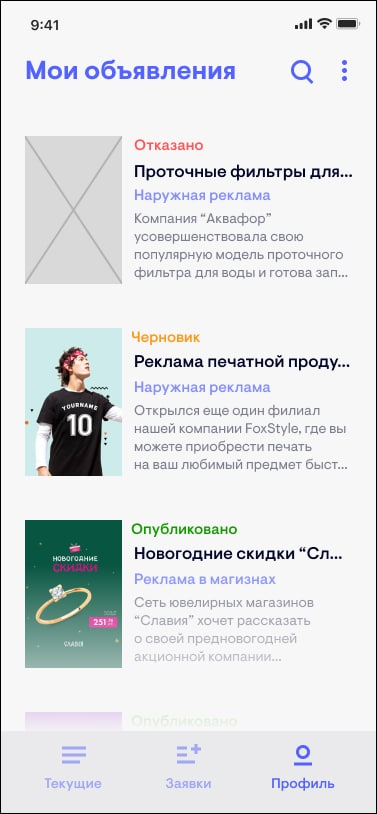 9:41
Мои объявления
Отказано
Проточные фильтры для...
Наружная реклама
Компания “Аквафор”
усовершенствовала свою
популярную модель проточного
фильтра для воды и готова зап...
Черновик
Реклама печатной проду...
Наружная реклама
Открылся еще один филиал
нашей компании FoxStyle, где вы
можете приобрести печать
на ваш любимый предмет быст...
YOURNAME
10
Опубликовано
Новогодние скидки “Сл...
Реклама в магизнах
Сеть ювелирных магазинов
“Славия” хочет рассказать
о своей предновогодней
акционной компании...
НОВОГОДНИЕ
СКИДКИ
251
СЛАВІЯ
Опубликовано
Текущие
Заявки
Профиль